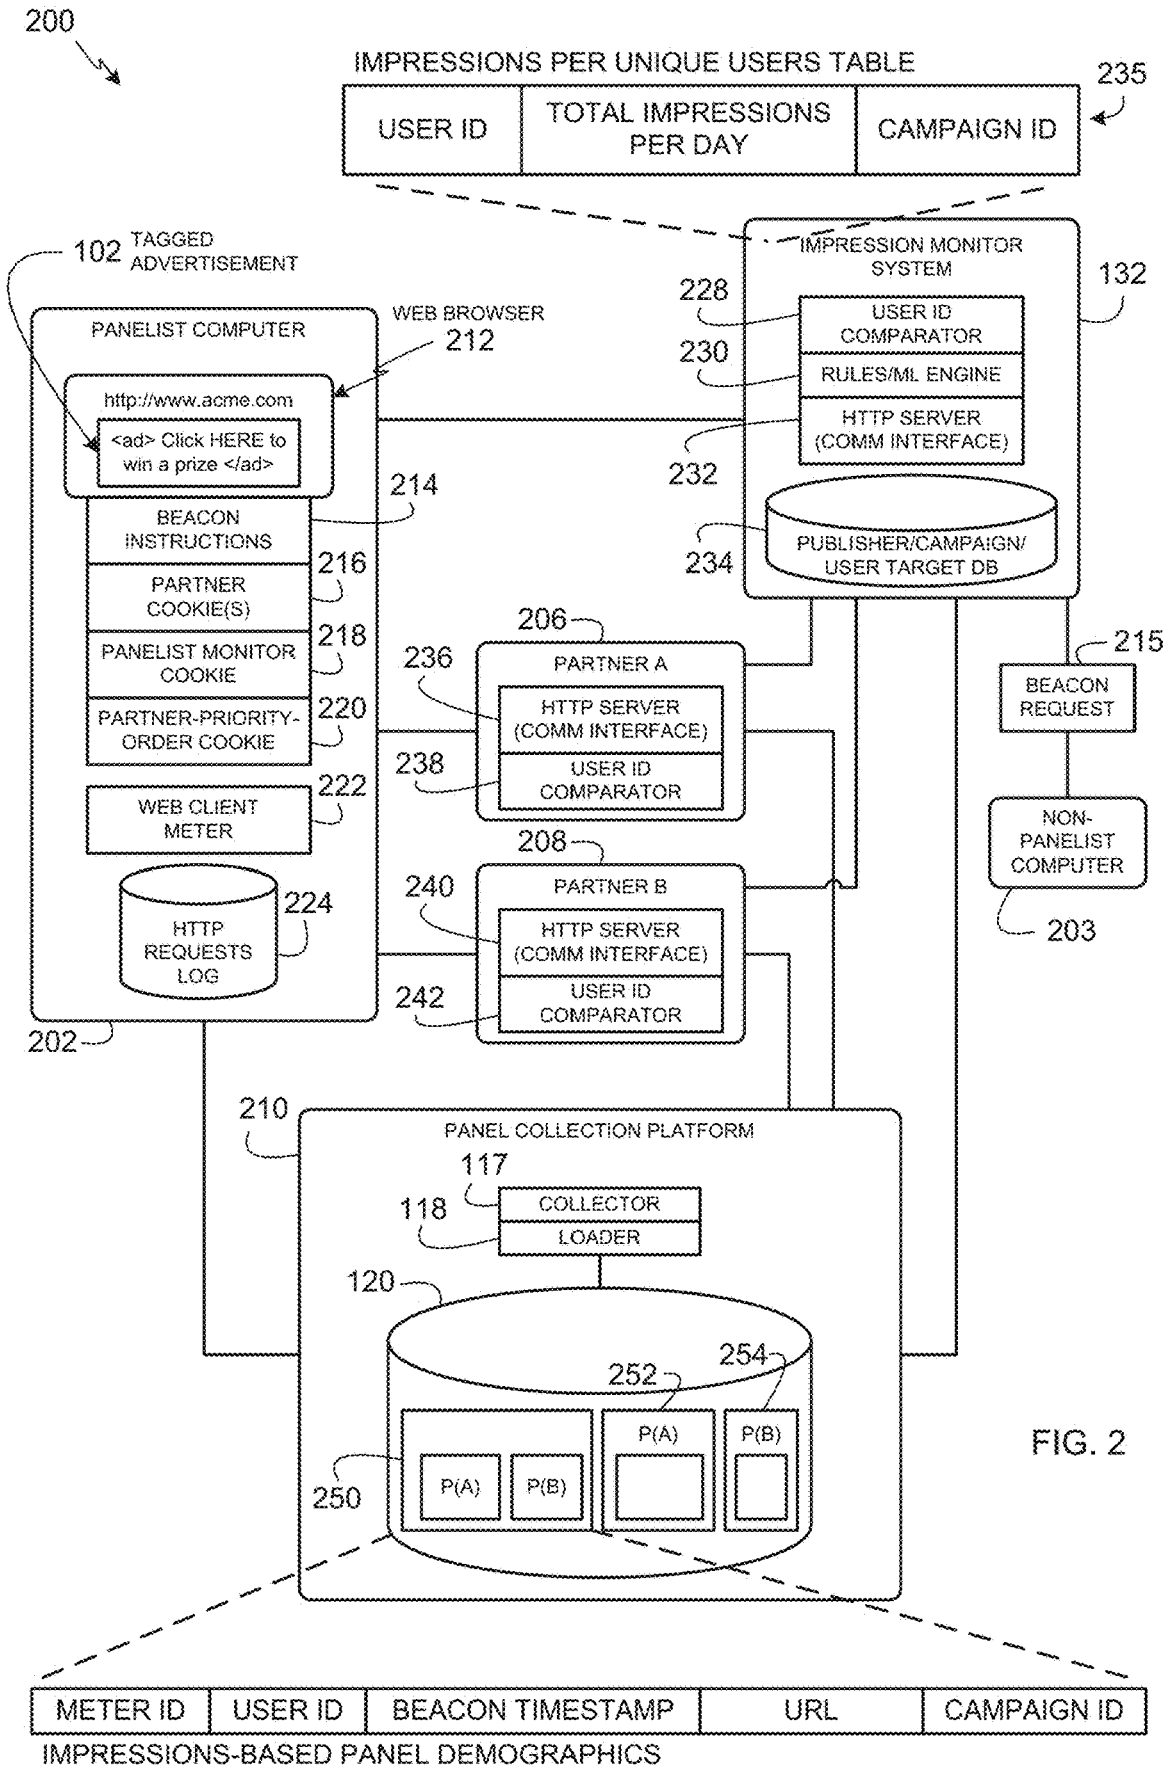 200
IMPRESSIONS PER UNIQUE USERS TABLE
235
USER ID
TOTAL IMPRESSIONS
PER DAY
CAMPAIGN ID
102
TAGGED
ADVERTISEMENT
PANELIST COMPUTER
WEB BROWSER
212
http://www.acme.com
<ad> Click HERE to
win a prize </ad>
BEACON
INSTRUCTIONS
214
PARTNER
COOKIE(S)
216
PANELIST MONITOR
COOKIE
218
PARTNER-PRIORITY-
ORDER COOKIE
220
WEB CLIENT
METER
222
HTTP
REQUESTS
LOG
224
202
IMPRESSION MONITOR
SYSTEM
132
228
USER ID
COMPARATOR
230
RULES/ML ENGINE
HTTP SERVER
(COMM INTERFACE)
232
234
PUBLISHER/CAMPAIGN/
USER TARGET DB
206
PARTNER A
236
HTTP SERVER
(COMM INTERFACE)
238
USER ID
COMPARATOR
208
PARTNER B
240
HTTP SERVER
(COMM INTERFACE)
242
USER ID
COMPARATOR
215
BEACON
REQUEST
NON-
PANELIST
COMPUTER
203
210
PANEL COLLECTION PLATFORM
117
COLLECTOR
118
LOADER
120
252
254
P(A)
P(B)
P(A)
P(B)
250
FIG. 2
METER ID
USER ID
BEACON TIMESTAMP
URL
CAMPAIGN ID
IMPRESSIONS-BASED PANEL DEMOGRAPHICS